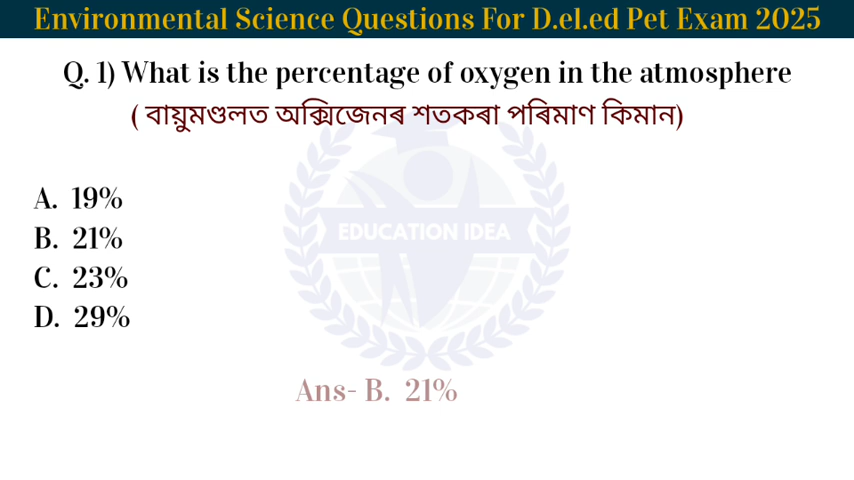 Environmental Science Questions For D.el.ed Pet Exam 2025
Q. 1) What is the percentage of oxygen in the atmosphere
( বায়ুমণ্ডলত অক্সিজেনৰ শতকৰা পৰিমাণ কিমান)
A. 19%
B. 21%
EDUCATION IDEA
C. 23%
D. 29%
Ans- B. 21%